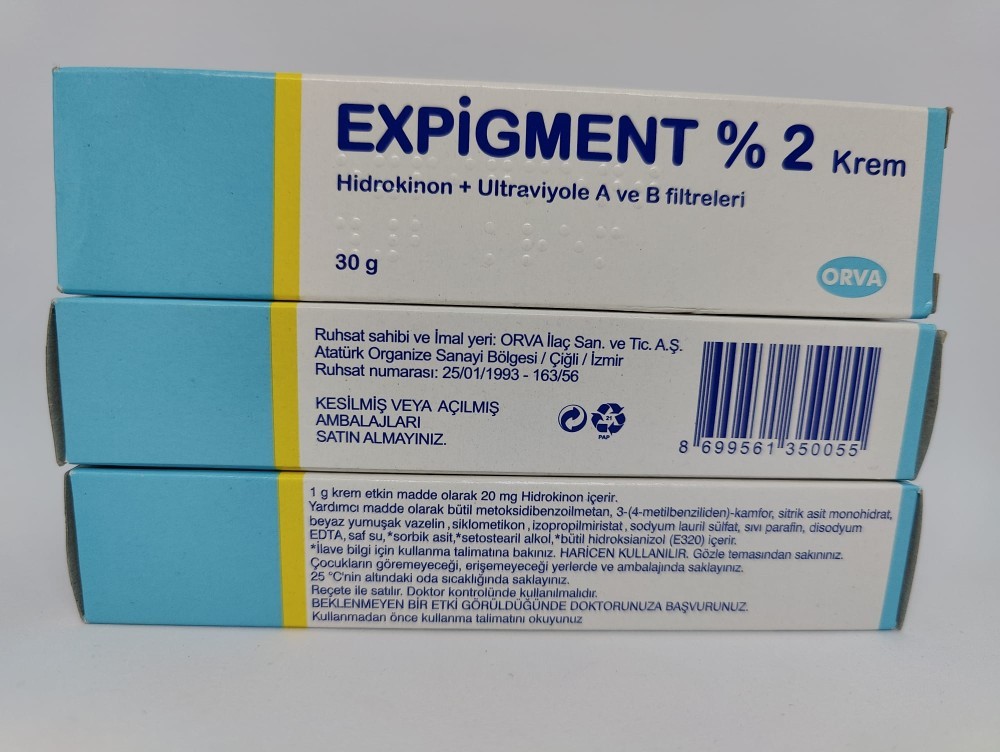 EXPİGMENT % 2 Krem
Hidrokinon + Ultraviyole A ve B filtreleri
30 g
ORVA
Ruhsat sahibi ve İmal yeri: ORVA İlaç San. ve Tic. A.Ş.
Atatürk Organize Sanayi Bölgesi / Çiğli / İzmir
Ruhsat numarası: 25/01/1993 - 163/56
KESİLMİŞ VEYA AÇILMIŞ
AMBALAJLARI
SATIN ALMAYINIZ.
21
PAP
8 699561 350055
1 g krem etkin madde olarak 20 mg Hidrokinon içerir.
Yardımcı madde olarak bütil metoksidibenzoilmetan, 3-(4-metilbenziliden)-kamfor, sitrik asit monohidrat,
beyaz yumuşak vazelin, siklometikon, izopropilmiristat, sodyum lauril sülfat, sıvı parafin, disodyum
EDTA, saf su, *sorbik asit, *setostearil alkol, *bütil hidroksianizol (E320) içerir.
*İlave bilgi için kullanma talimatına bakınız. HARİCEN KULLANILIR. Gözle temasından sakınınız.
Çocukların göremeyeceği, erişemeyeceği yerlerde ve ambalajında saklayınız.
25 °C'nin altındaki oda sıcaklığında saklayınız.
Reçete ile satılır. Doktor kontrolünde kullanılmalıdır.
BEKLENMEYEN BİR ETKİ GÖRÜLDÜĞÜNDE DOKTORUNUZA BAŞVURUNUZ.
Kullanmadan önce kullanma talimatını okuyunuz